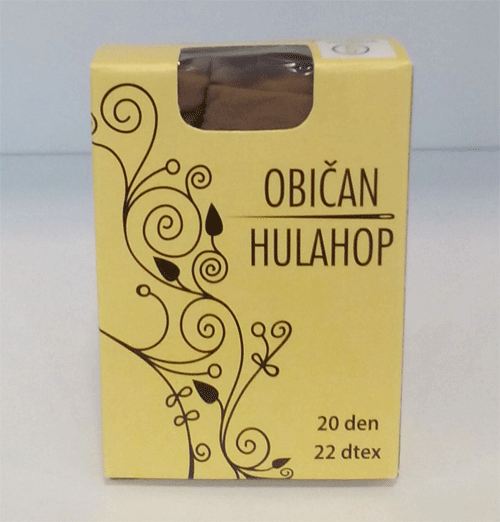 OBIČAN
HULAHOP
20 den
22 dtex